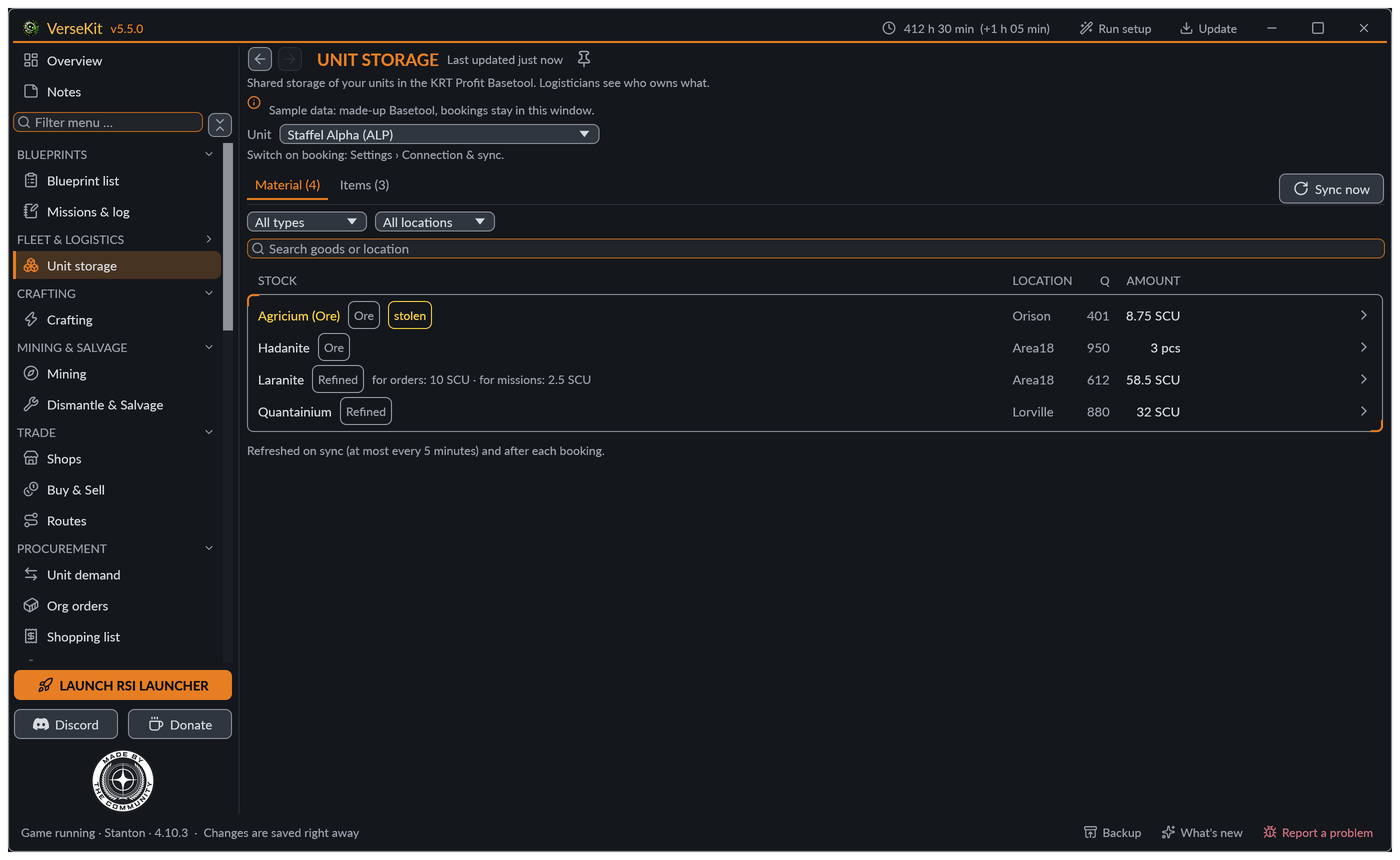 VerseKit v5.5.0
412 h 30 min (+1 h 05 min)
Run setup
Update
Overview
Notes
Filter menu ...
BLUEPRINTS
Blueprint list
Missions & log
FLEET & LOGISTICS
Unit storage
CRAFTING
Crafting
MINING & SALVAGE
Mining
Dismantle & Salvage
TRADE
Shops
Buy & Sell
Routes
PROCUREMENT
Unit demand
Org orders
Shopping list
LAUNCH RSI LAUNCHER
Discord
Donate
MADE BY THE COMMUNITY
UNIT STORAGE Last updated just now
Shared storage of your units in the KRT Profit Basetool. Logisticians see who owns what.
Sample data: made-up Basetool, bookings stay in this window.
Unit Staffel Alpha (ALP)
Switch on booking: Settings › Connection & sync.
Material (4) Items (3)
Sync now
All types All locations
Search goods or location
STOCK LOCATION Q AMOUNT
Agricium (Ore) Ore stolen Orison 401 8.75 SCU
Hadanite Ore Area18 950 3 pcs
Laranite Refined for orders: 10 SCU · for missions: 2.5 SCU Area18 612 58.5 SCU
Quantainium Refined Lorville 880 32 SCU
Refreshed on sync (at most every 5 minutes) and after each booking.
Game running · Stanton · 4.10.3 · Changes are saved right away
Backup
What's new
Report a problem